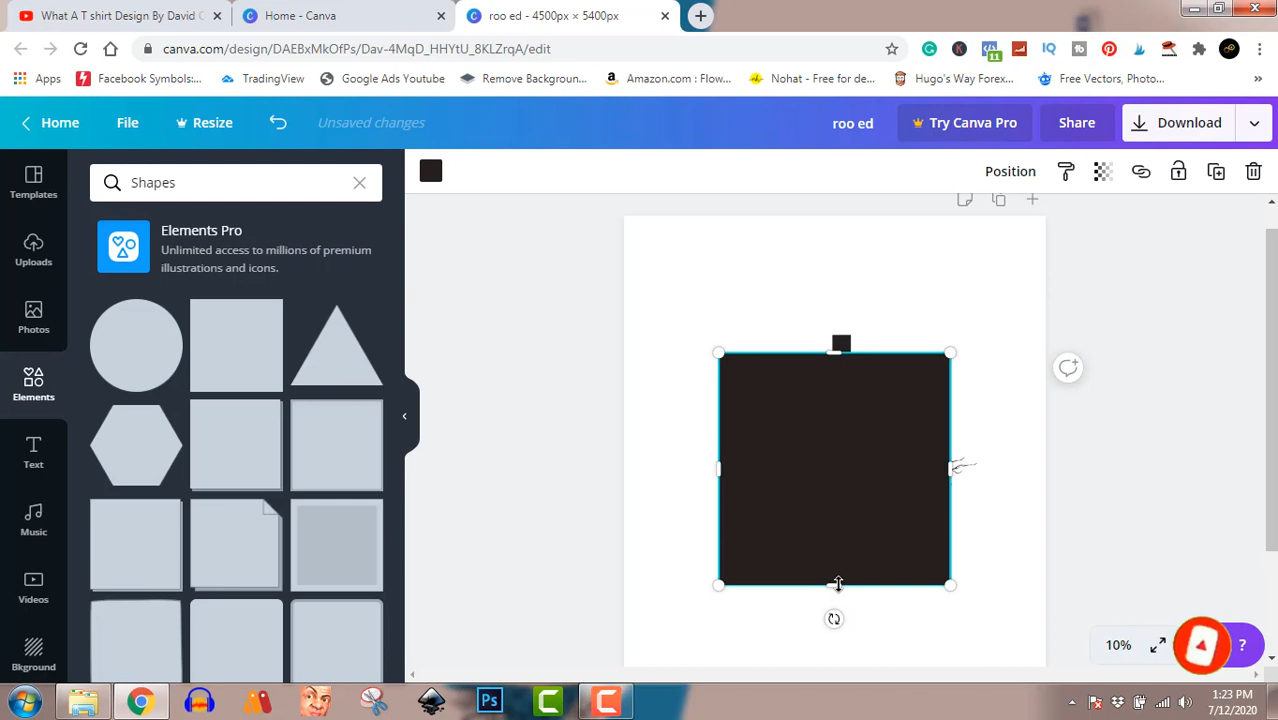 What A T shirt Design By David C
Home - Canva
roo ed - 4500px × 5400px
canva.com/design/DAEBxMkOfPs/Dav-4MqD_HHYtU_8KLZrqA/edit
11
Apps
Facebook Symbols:...
TradingView
Google Ads Youtube
Remove Background...
Amazon.com : Flow...
Nohat - Free for de...
Hugo's Way Forex...
Free Vectors, Photo...
Home
File
Resize
Unsaved changes
roo ed
Try Canva Pro
Share
Download
Templates
Uploads
Photos
Elements
Text
Music
Videos
Bkground
Shapes
Elements Pro
Unlimited access to millions of premium
illustrations and icons.
Position
10%
?
Ps
1:23 PM
7/12/2020